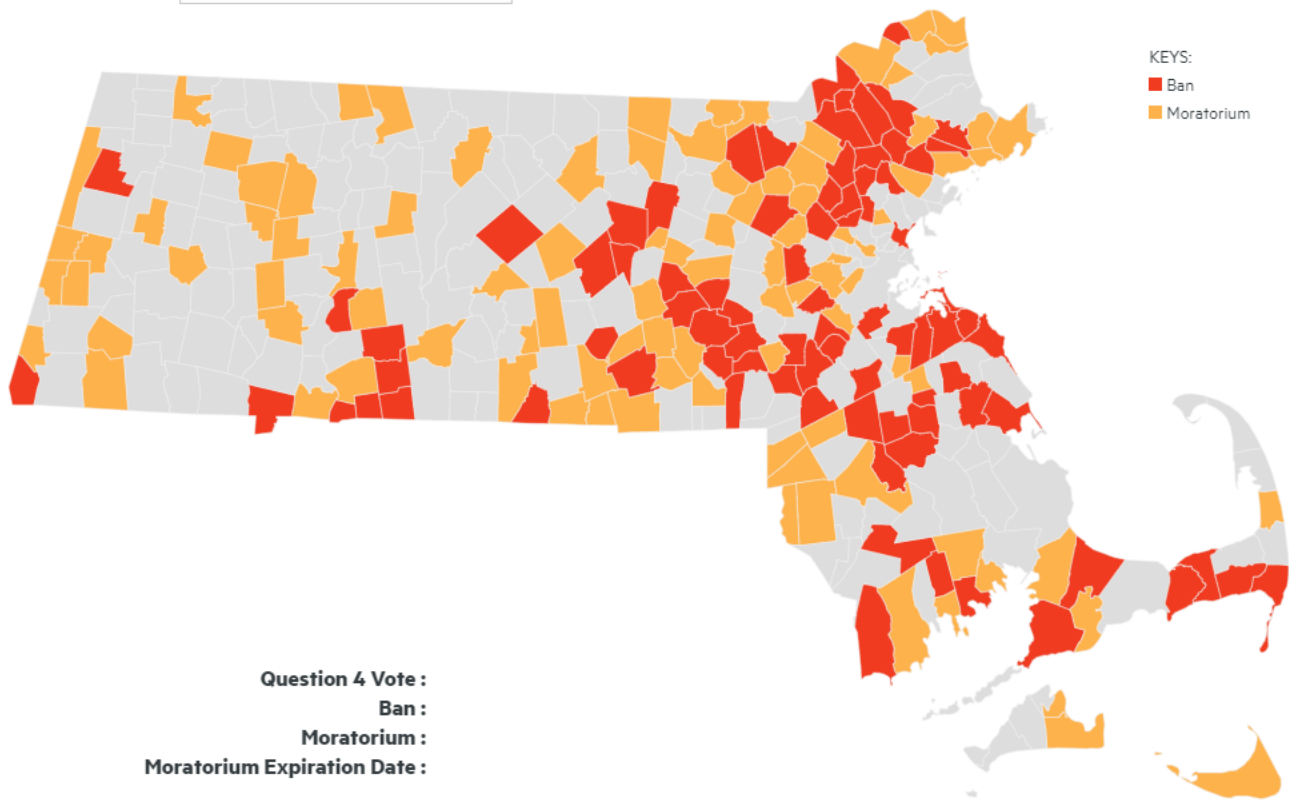 KEYS:
Ban
Moratorium
Question 4 Vote :
Ban :
Moratorium :
Moratorium Expiration Date :